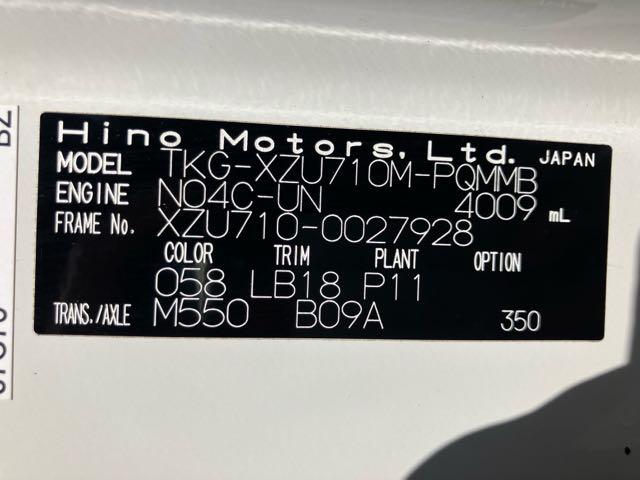 Hino Motors, Ltd. JAPAN
MODEL TKG-XZU710M-PQMMB
ENGINE N04C-UN 4009 mL
FRAME No. XZU710-0027928
COLOR TRIM PLANT OPTION
058 LB18 P11
TRANS./AXLE M550 B09A 350
BZ